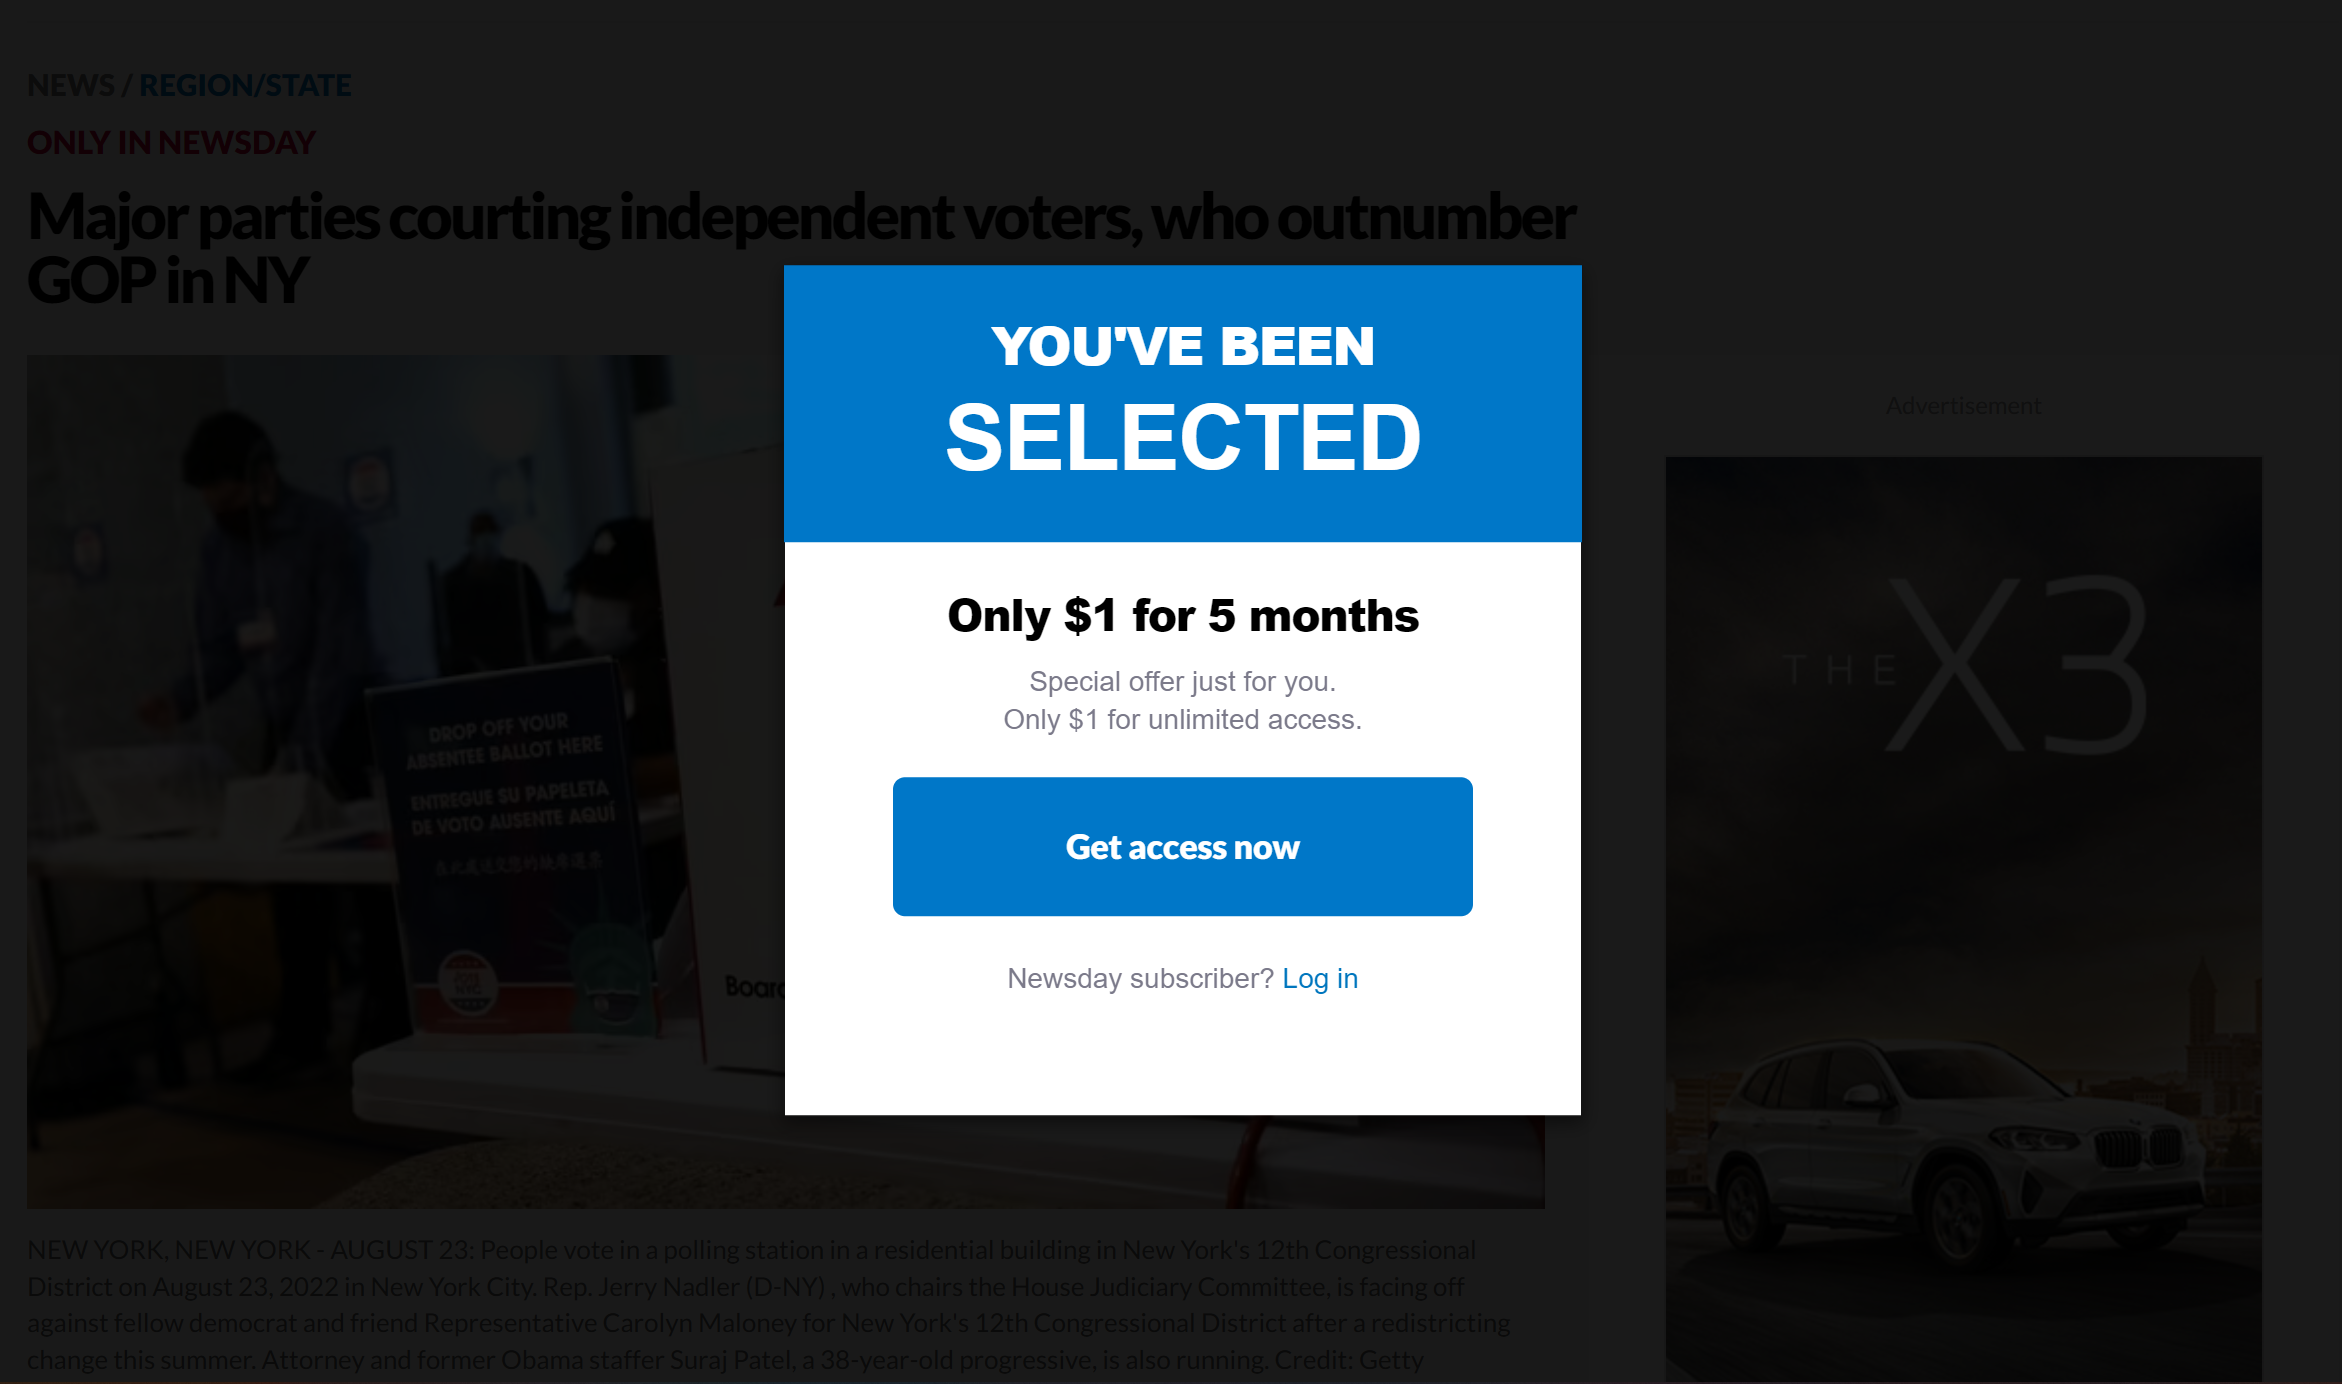 NEWS / REGION/STATE
ONLY IN NEWSDAY
Major parties courting independent voters, who outnumber
GOP in NY
YOU'VE BEEN
SELECTED
Only $1 for 5 months
Special offer just for you.
Only $1 for unlimited access.
Get access now
Newsday subscriber? Log in
Advertisement
THE X3
DROP OFF YOUR
ABSENTEE BALLOT HERE
ENTREGUE SU PAPELETA
DE VOTO AUSENTE AQUÍ
Board
NEW YORK, NEW YORK - AUGUST 23: People vote in a polling station in a residential building in New York's 12th Congressional
District on August 23, 2022 in New York City. Rep. Jerry Nadler (D-NY) , who chairs the House Judiciary Committee, is facing off
against fellow democrat and friend Representative Carolyn Maloney for New York's 12th Congressional District after a redistricting
change this summer. Attorney and former Obama staffer Suraj Patel, a 38-year-old progressive, is also running. Credit: Getty